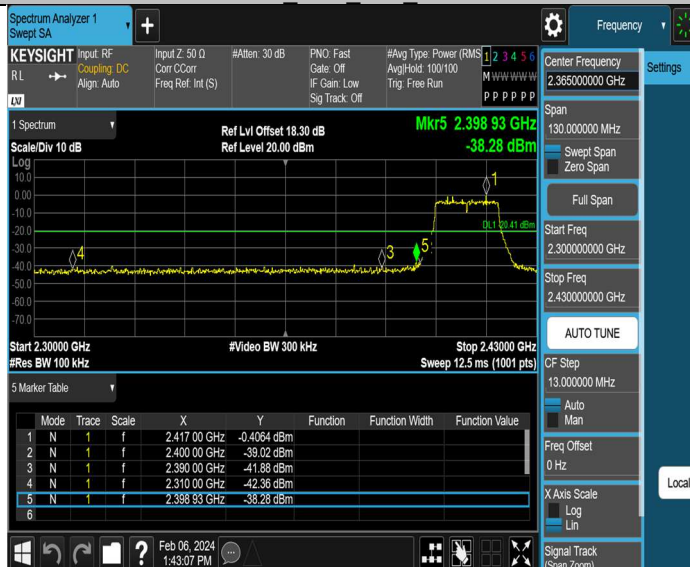 Spectrum Analyzer 1
Swept SA
+
Frequency
KEYSIGHT
RL
LXI
Input: RF
Coupling: DC
Align: Auto
Input Z: 50 Ω
Corr CCorr
Freq Ref: Int (S)
#Atten: 30 dB
PNO: Fast
Gate: Off
IF Gain: Low
Sig Track: Off
#Avg Type: Power (RMS
Avg|Hold: 100/100
Trig: Free Run
1 2 3 4 5 6
M W W W W W
P P P P P P
1 Spectrum
Scale/Div 10 dB
Ref Lvl Offset 18.30 dB
Ref Level 20.00 dBm
Mkr5 2.398 93 GHz
-38.28 dBm
Log
10.0
0.00
-10.0
-20.0
-30.0
-40.0
-50.0
-60.0
-70.0
1
DL1 -20.41 dBm
4
3
5
Start 2.30000 GHz
#Video BW 300 kHz
Stop 2.43000 GHz
#Res BW 100 kHz
Sweep 12.5 ms (1001 pts)
5 Marker Table
Mode Trace Scale X Y Function Function Width Function Value
1 N 1 f 2.417 00 GHz -0.4064 dBm
2 N 1 f 2.400 00 GHz -39.02 dBm
3 N 1 f 2.390 00 GHz -41.88 dBm
4 N 1 f 2.310 00 GHz -42.36 dBm
5 N 1 f 2.398 93 GHz -38.28 dBm
6
?
Feb 06, 2024
1:43:07 PM
Center Frequency
2.365000000 GHz
Settings
Span
130.000000 MHz
Swept Span
Zero Span
Full Span
Start Freq
2.300000000 GHz
Stop Freq
2.430000000 GHz
AUTO TUNE
CF Step
13.000000 MHz
Auto
Man
Freq Offset
0 Hz
X Axis Scale
Log
Lin
Local
Signal Track
(Span Zoom)